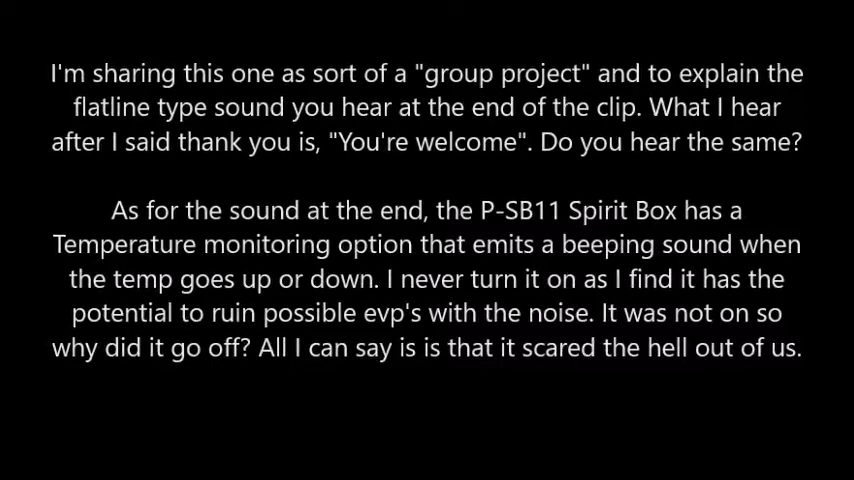 I'm sharing this one as sort of a "group project" and to explain the
flatline type sound you hear at the end of the clip. What I hear
after I said thank you is, "You're welcome". Do you hear the same?
As for the sound at the end, the P-SB11 Spirit Box has a
Temperature monitoring option that emits a beeping sound when
the temp goes up or down. I never turn it on as I find it has the
potential to ruin possible evp's with the noise. It was not on so
why did it go off? All I can say is is that it scared the hell out of us.